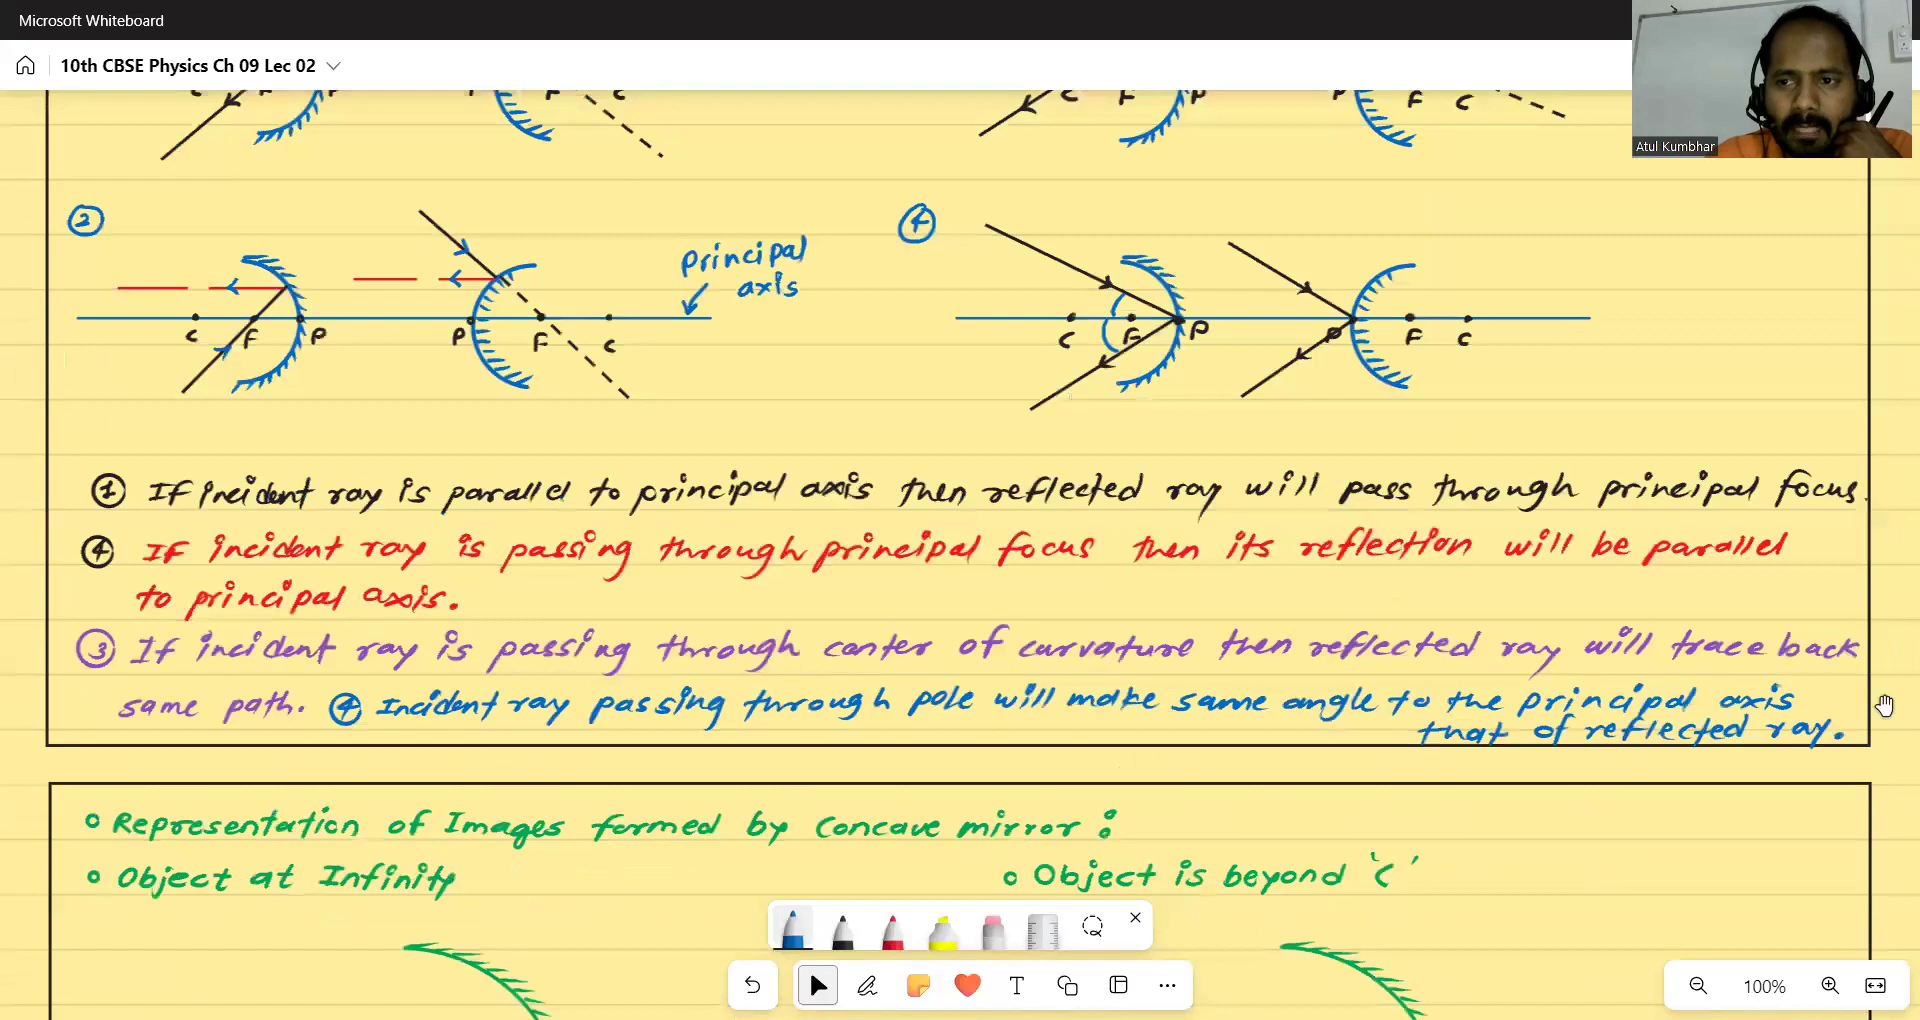 Microsoft Whiteboard
10th CBSE Physics Ch 09 Lec 02
Atul Kumbhar
C F P P F C
C F P P F C
②
Principal
axis
C F P P F C
④
C F P P F C
① If incident ray is parallel to principal axis then reflected ray will pass through principal focus.
④ If incident ray is passing through principal focus then its reflection will be parallel
to principal axis.
③ If incident ray is passing through center of curvature then reflected ray will trace back
same path. ④ Incident ray passing through pole will make same angle to the principal axis
that of reflected ray.
Representation of Images formed by Concave mirror :
Object at Infinity
Object is beyond 'C'
100%